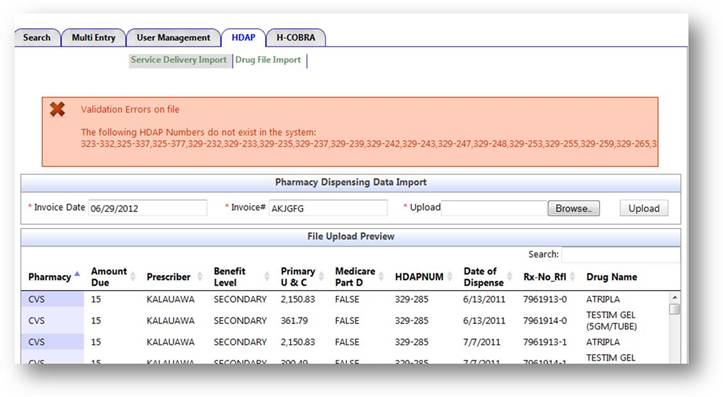 Search Multi Entry User Management HDAP H-COBRA
Service Delivery Import Drug File Import
Validation Errors on file
The following HDAP Numbers do not exist in the system:
323-332,325-337,325-377,329-232,329-233,329-235,329-237,329-239,329-242,329-243,329-247,329-248,329-253,329-255,329-259,329-265,3
Pharmacy Dispensing Data Import
* Invoice Date 06/29/2012 * Invoice# AKJGFG * Upload Browse.. Upload
File Upload Preview
Search:
Pharmacy Amount Due Prescriber Benefit Level Primary U & C Medicare Part D HDAPNUM Date of Dispense Rx-No_Rfl Drug Name
CVS 15 KALAUAWA SECONDARY 2,150.83 FALSE 329-285 6/13/2011 7961913-0 ATRIPLA
CVS 15 KALAUAWA SECONDARY 361.79 FALSE 329-285 6/13/2011 7961914-0 TESTIM GEL (5GM/TUBE)
CVS 15 KALAUAWA SECONDARY 2,150.83 FALSE 329-285 7/7/2011 7961913-1 ATRIPLA
CVS 15 KALAUAWA SECONDARY FALSE 329-285 7/7/2011 7961914-1 TESTIM GEL